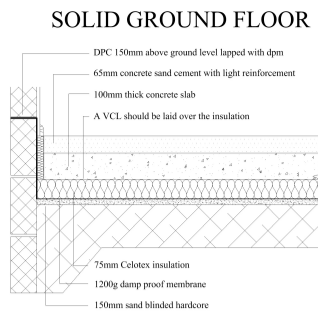 SOLID GROUND FLOOR
DPC 150mm above ground level lapped with dpm
65mm concrete sand cement with light reinforcement
100mm thick concrete slab
A VCL should be laid over the insulation
75mm Celotex insulation
1200g damp proof membrane
150mm sand blinded hardcore